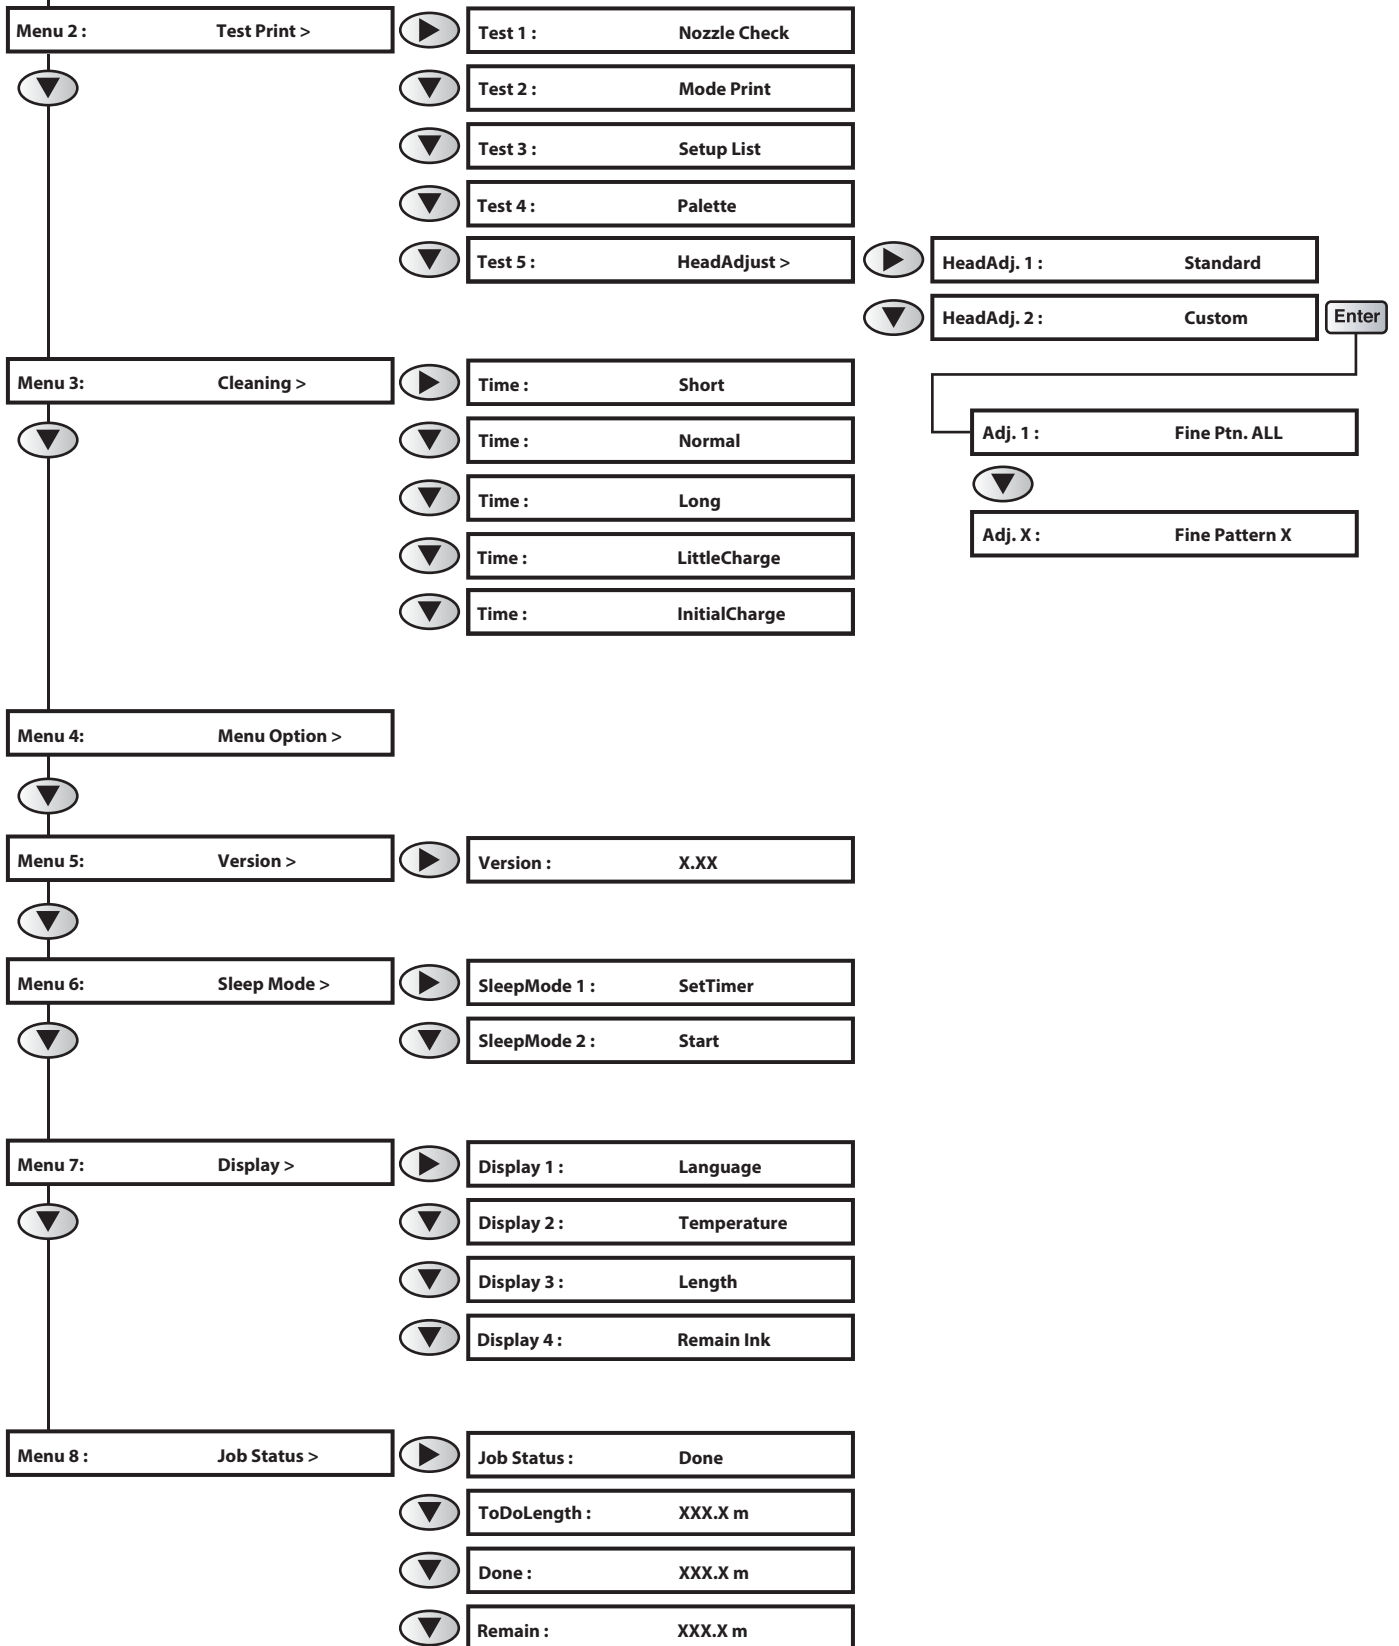 Menu 2 : Test Print > Test 1 : Nozzle Check
Test 2 : Mode Print
Test 3 : Setup List
Test 4 : Palette
Test 5 : HeadAdjust > HeadAdj. 1 : Standard
HeadAdj. 2 : Custom Enter
Menu 3: Cleaning > Time : Short
Time : Normal Adj. 1 : Fine Ptn. ALL
Time : Long
Adj. X : Fine Pattern X
Time : LittleCharge
Time : InitialCharge
Menu 4: Menu Option >
Menu 5: Version > Version : X.XX
Menu 6: Sleep Mode > SleepMode 1 : SetTimer
SleepMode 2 : Start
Menu 7: Display > Display 1 : Language
Display 2 : Temperature
Display 3 : Length
Display 4 : Remain Ink
Menu 8 : Job Status > Job Status : Done
ToDoLength : XXX.X m
Done : XXX.X m
Remain : XXX.X m